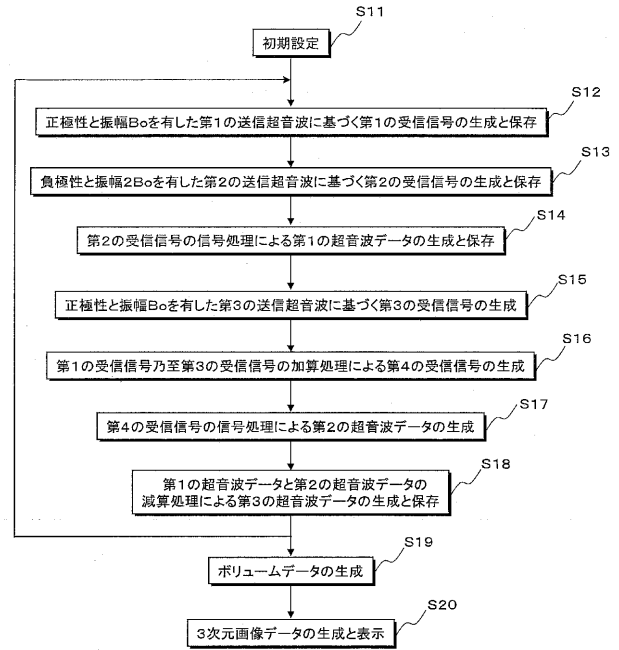 S11
初期設定
S12
正極性と振幅Boを有した第1の送信超音波に基づく第1の受信信号の生成と保存
S13
負極性と振幅2Boを有した第2の送信超音波に基づく第2の受信信号の生成と保存
S14
第2の受信信号の信号処理による第1の超音波データの生成と保存
S15
正極性と振幅Boを有した第3の送信超音波に基づく第3の受信信号の生成
S16
第1の受信信号乃至第3の受信信号の加算処理による第4の受信信号の生成
S17
第4の受信信号の信号処理による第2の超音波データの生成
S18
第1の超音波データと第2の超音波データの
減算処理による第3の超音波データの生成と保存
S19
ボリュームデータの生成
S20
3次元画像データの生成と表示